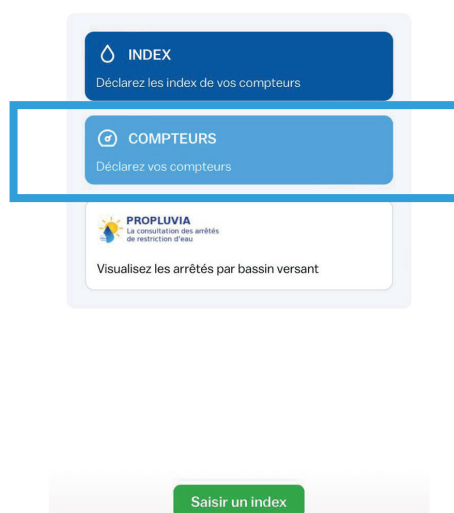 INDEX
Déclarez les index de vos compteurs
COMPTEURS
Déclarez vos compteurs
PROPLUVIA
La consultation des arrêtés
de restriction d'eau
Visualisez les arrêtés par bassin versant
Saisir un index